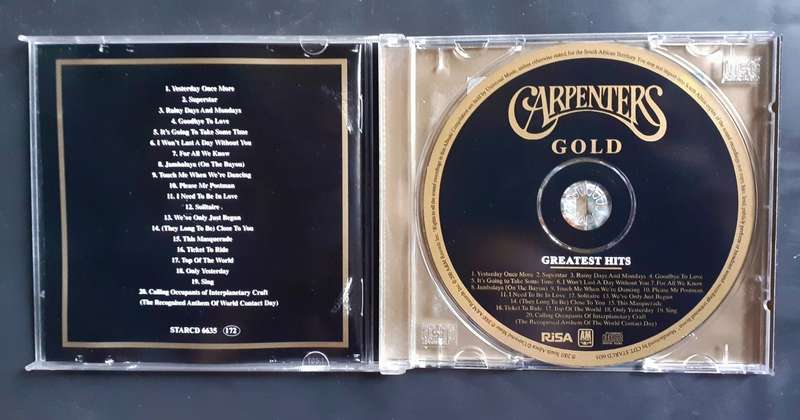 1. Yesterday Once More
2. Superstar
3. Rainy Days And Mondays
4. Goodbye To Love
5. It's Going To Take Some Time
6. I Won't Last A Day Without You
7. For All We Know
8. Jambalaya (On The Bayou)
9. Touch Me When We're Dancing
10. Please Mr Postman
11. I Need To Be In Love
12. Solitaire
13. We've Only Just Begun
14. (They Long To Be) Close To You
15. This Masquerade
16. Ticket To Ride
17. Top Of The World
18. Only Yesterday
19. Sing
20. Calling Occupants of Interplanetary Craft
(The Recognised Anthem Of World Contact Day)
STARCD 6635 172
CARPENTERS
GOLD
GREATEST HITS
1. Yesterday Once More 2. Superstar 3. Rainy Days And Mondays 4. Goodbye To Love
5. It's Going To Take Some Time 6. I Won't Last A Day Without You 7. For All We Know
8. Jambalaya (On The Bayou) 9. Touch Me When We're Dancing 10. Please Mr Postman
11. I Need To Be In Love 12. Solitaire 13. We've Only Just Begun
14. (They Long To Be) Close To You 15. This Masquerade
16. Ticket To Ride 17. Top Of The World 18. Only Yesterday 19. Sing
20. Calling Occupants Of Interplanetary Craft
(The Recognised Anthem Of World Contact Day)
RiSA A&M COMPACT disc